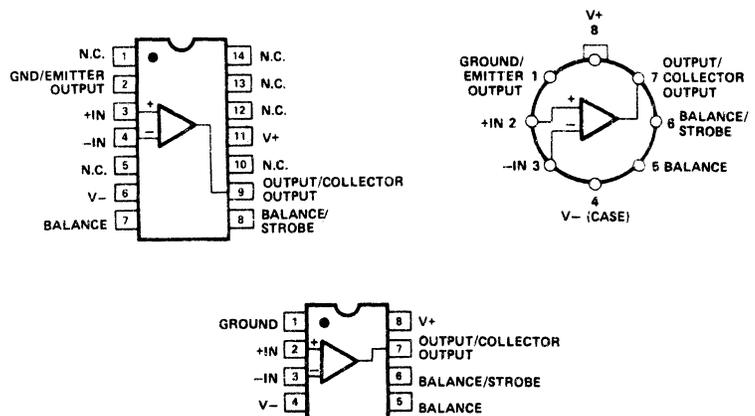 N.C. 1
GND/EMITTER
OUTPUT 2
+IN 3
-IN 4
N.C. 5
V- 6
BALANCE 7
+
-
14 N.C.
13 N.C.
12 N.C.
11 V+
10 N.C.
9 OUTPUT/COLLECTOR
OUTPUT
8 BALANCE/
STROBE
V+
8
GROUND/
EMITTER 1
OUTPUT
+IN 2
-IN 3
+
-
OUTPUT/
7 COLLECTOR
OUTPUT
6 BALANCE/
STROBE
5 BALANCE
4
V- (CASE)
GROUND 1
+IN 2
-IN 3
V- 4
+
-
8 V+
7 OUTPUT/COLLECTOR
OUTPUT
6 BALANCE/STROBE
5 BALANCE